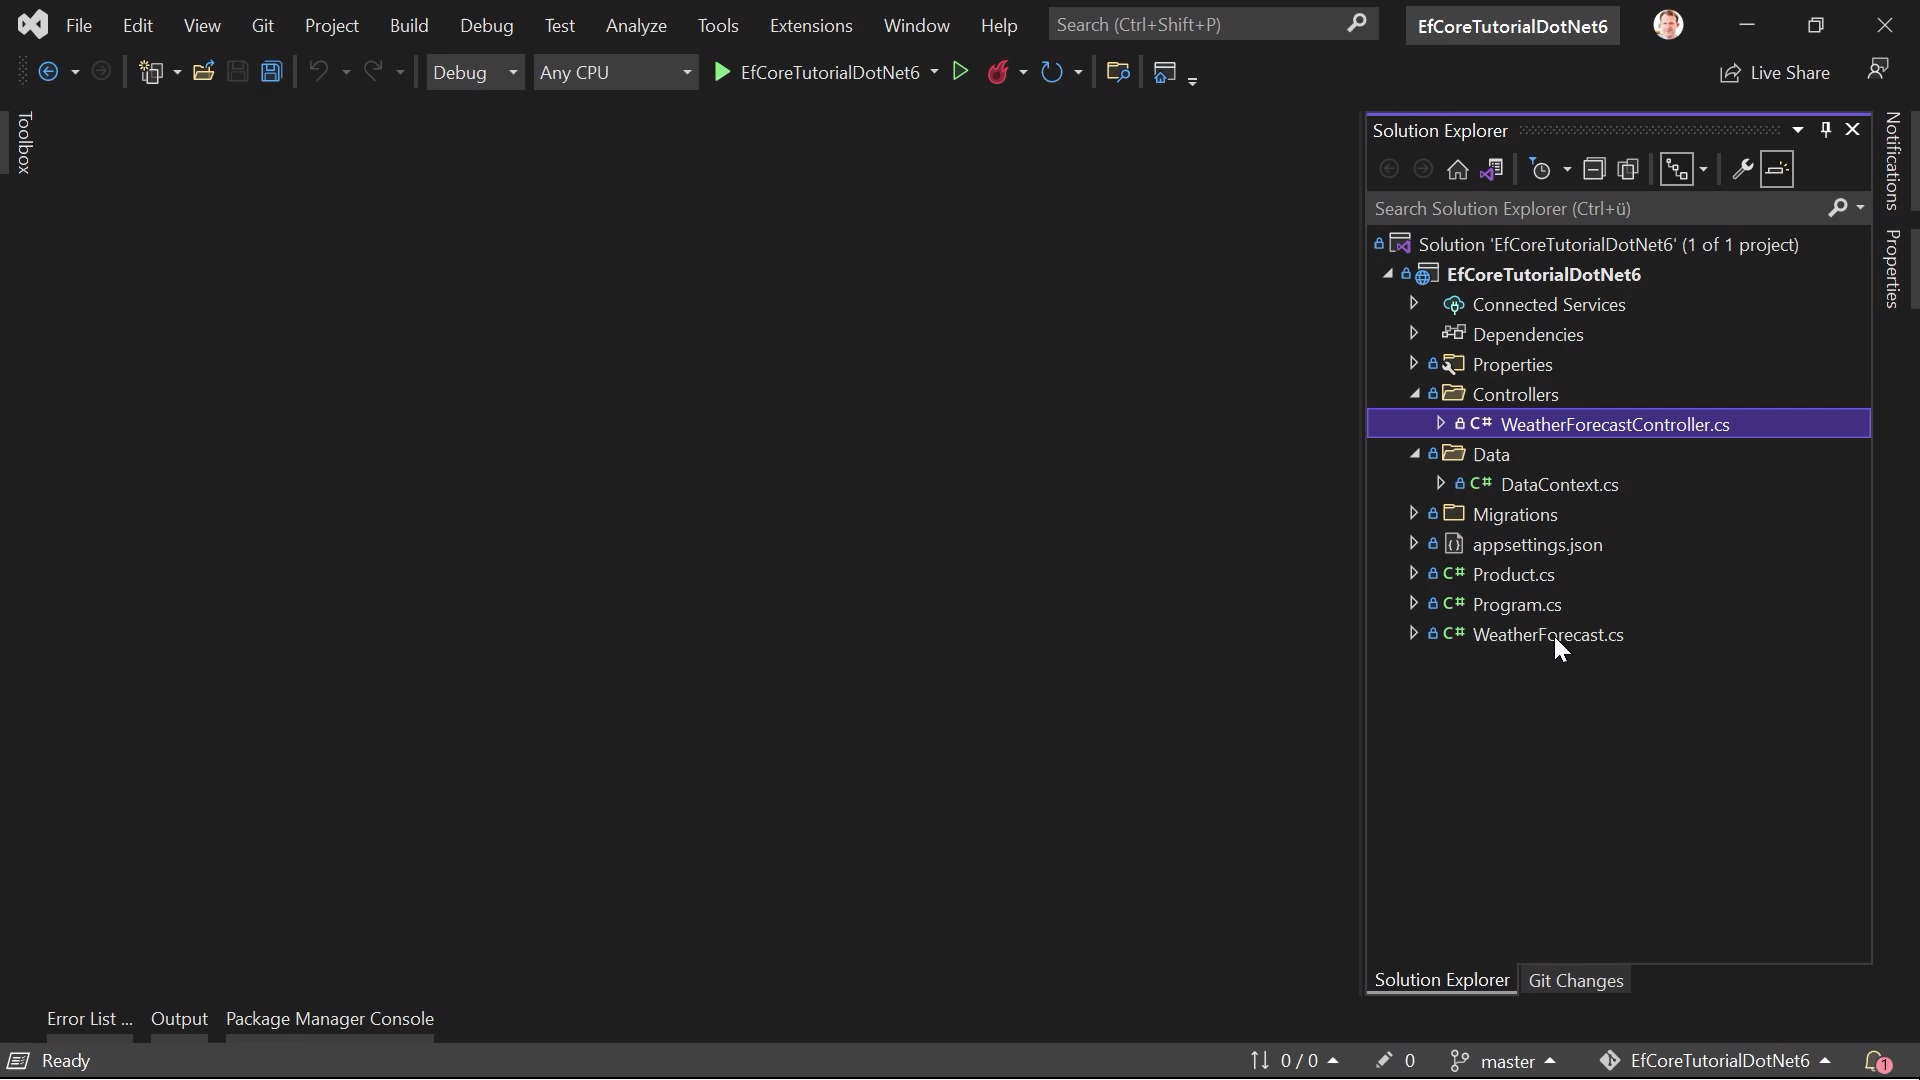 File Edit View Git Project Build Debug Test Analyze Tools Extensions Window Help Search (Ctrl+Shift+P) EfCoreTutorialDotNet6
Debug Any CPU EfCoreTutorialDotNet6 Live Share
Toolbox
Solution Explorer
Search Solution Explorer (Ctrl+ü)
Solution 'EfCoreTutorialDotNet6' (1 of 1 project)
EfCoreTutorialDotNet6
Connected Services
Dependencies
Properties
Controllers
C# WeatherForecastController.cs
Data
C# DataContext.cs
Migrations
appsettings.json
C# Product.cs
C# Program.cs
C# WeatherForecast.cs
Solution Explorer Git Changes
Notifications
Properties
Error List ... Output Package Manager Console
Ready 0 / 0 0 master EfCoreTutorialDotNet6 1